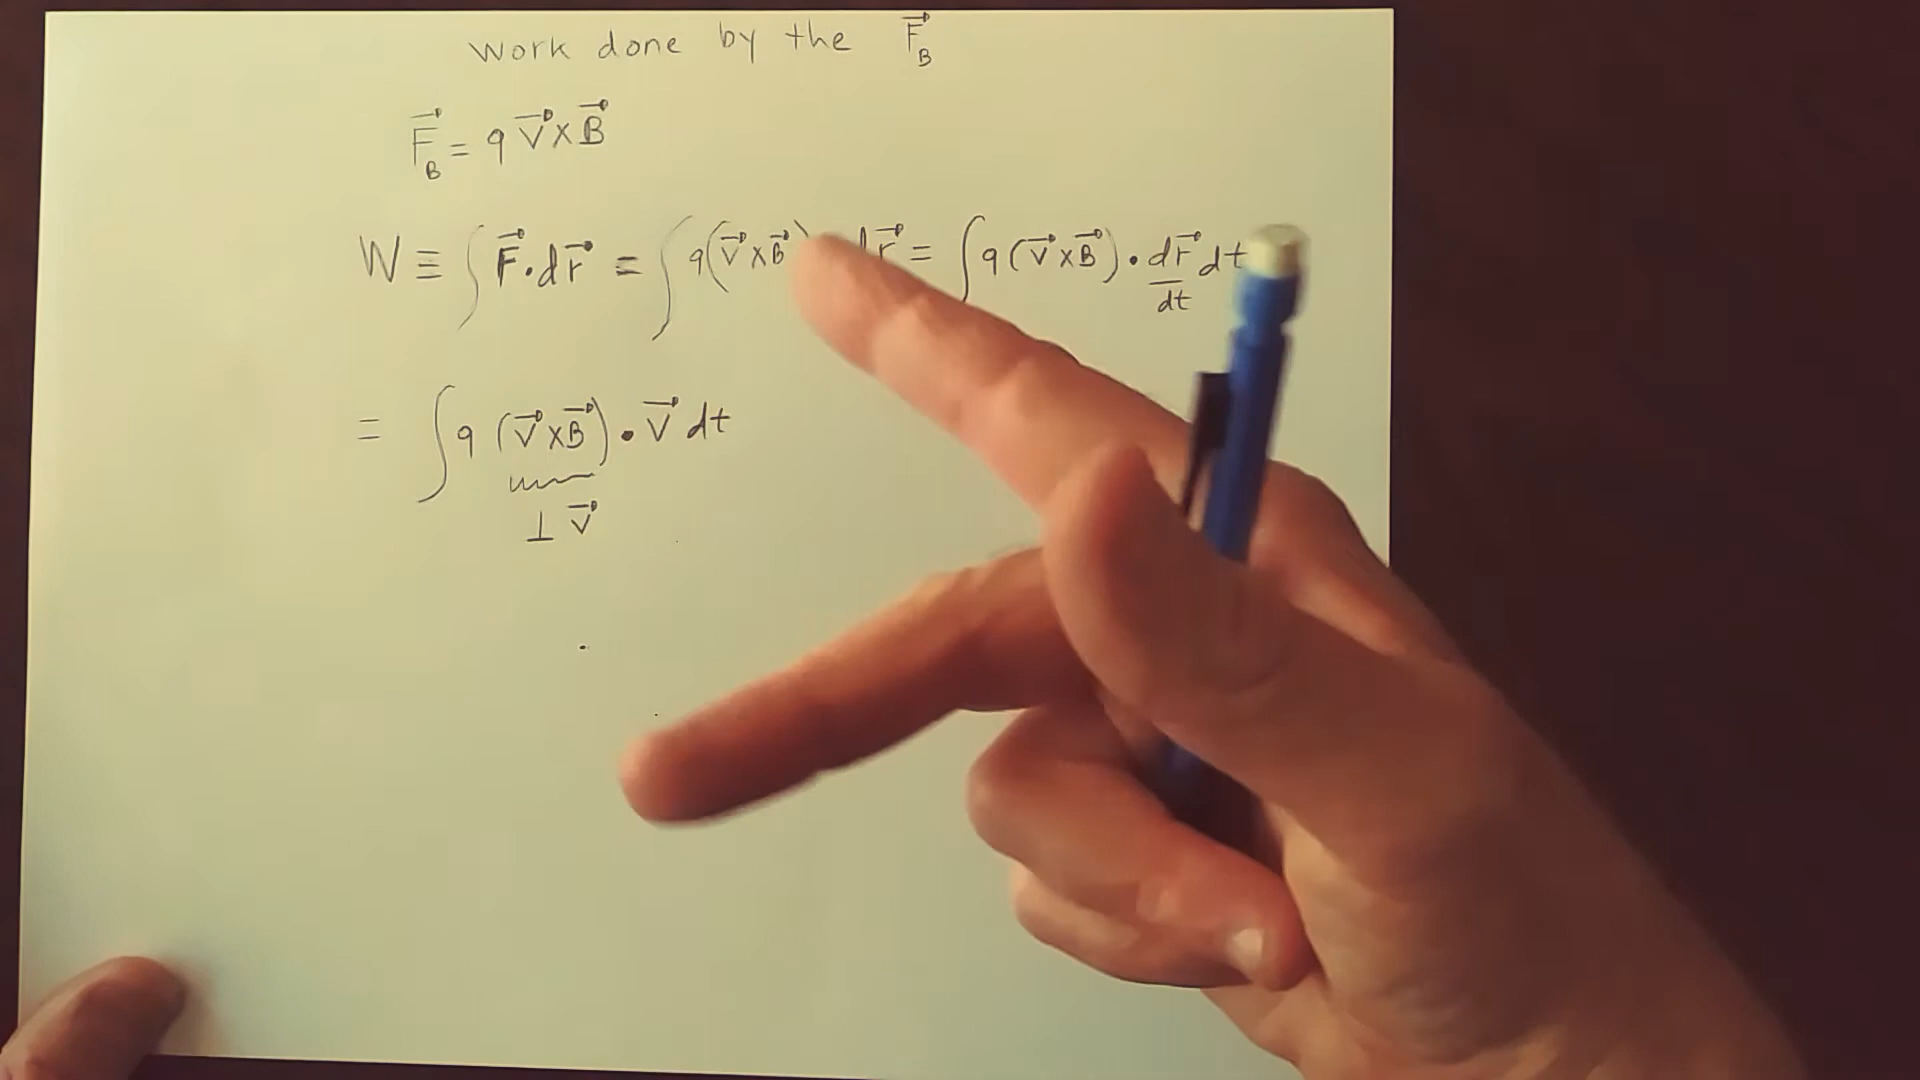 Work done by the F⃗_B
F⃗_B = q v⃗ × B⃗
W ≡ ∫ F⃗ · dr⃗ = ∫ q(v⃗ × B⃗) dr⃗ = ∫ q(v⃗ × B⃗) · dr⃗/dt dt
= ∫ q (v⃗ × B⃗) · v⃗ dt
⊥ v⃗